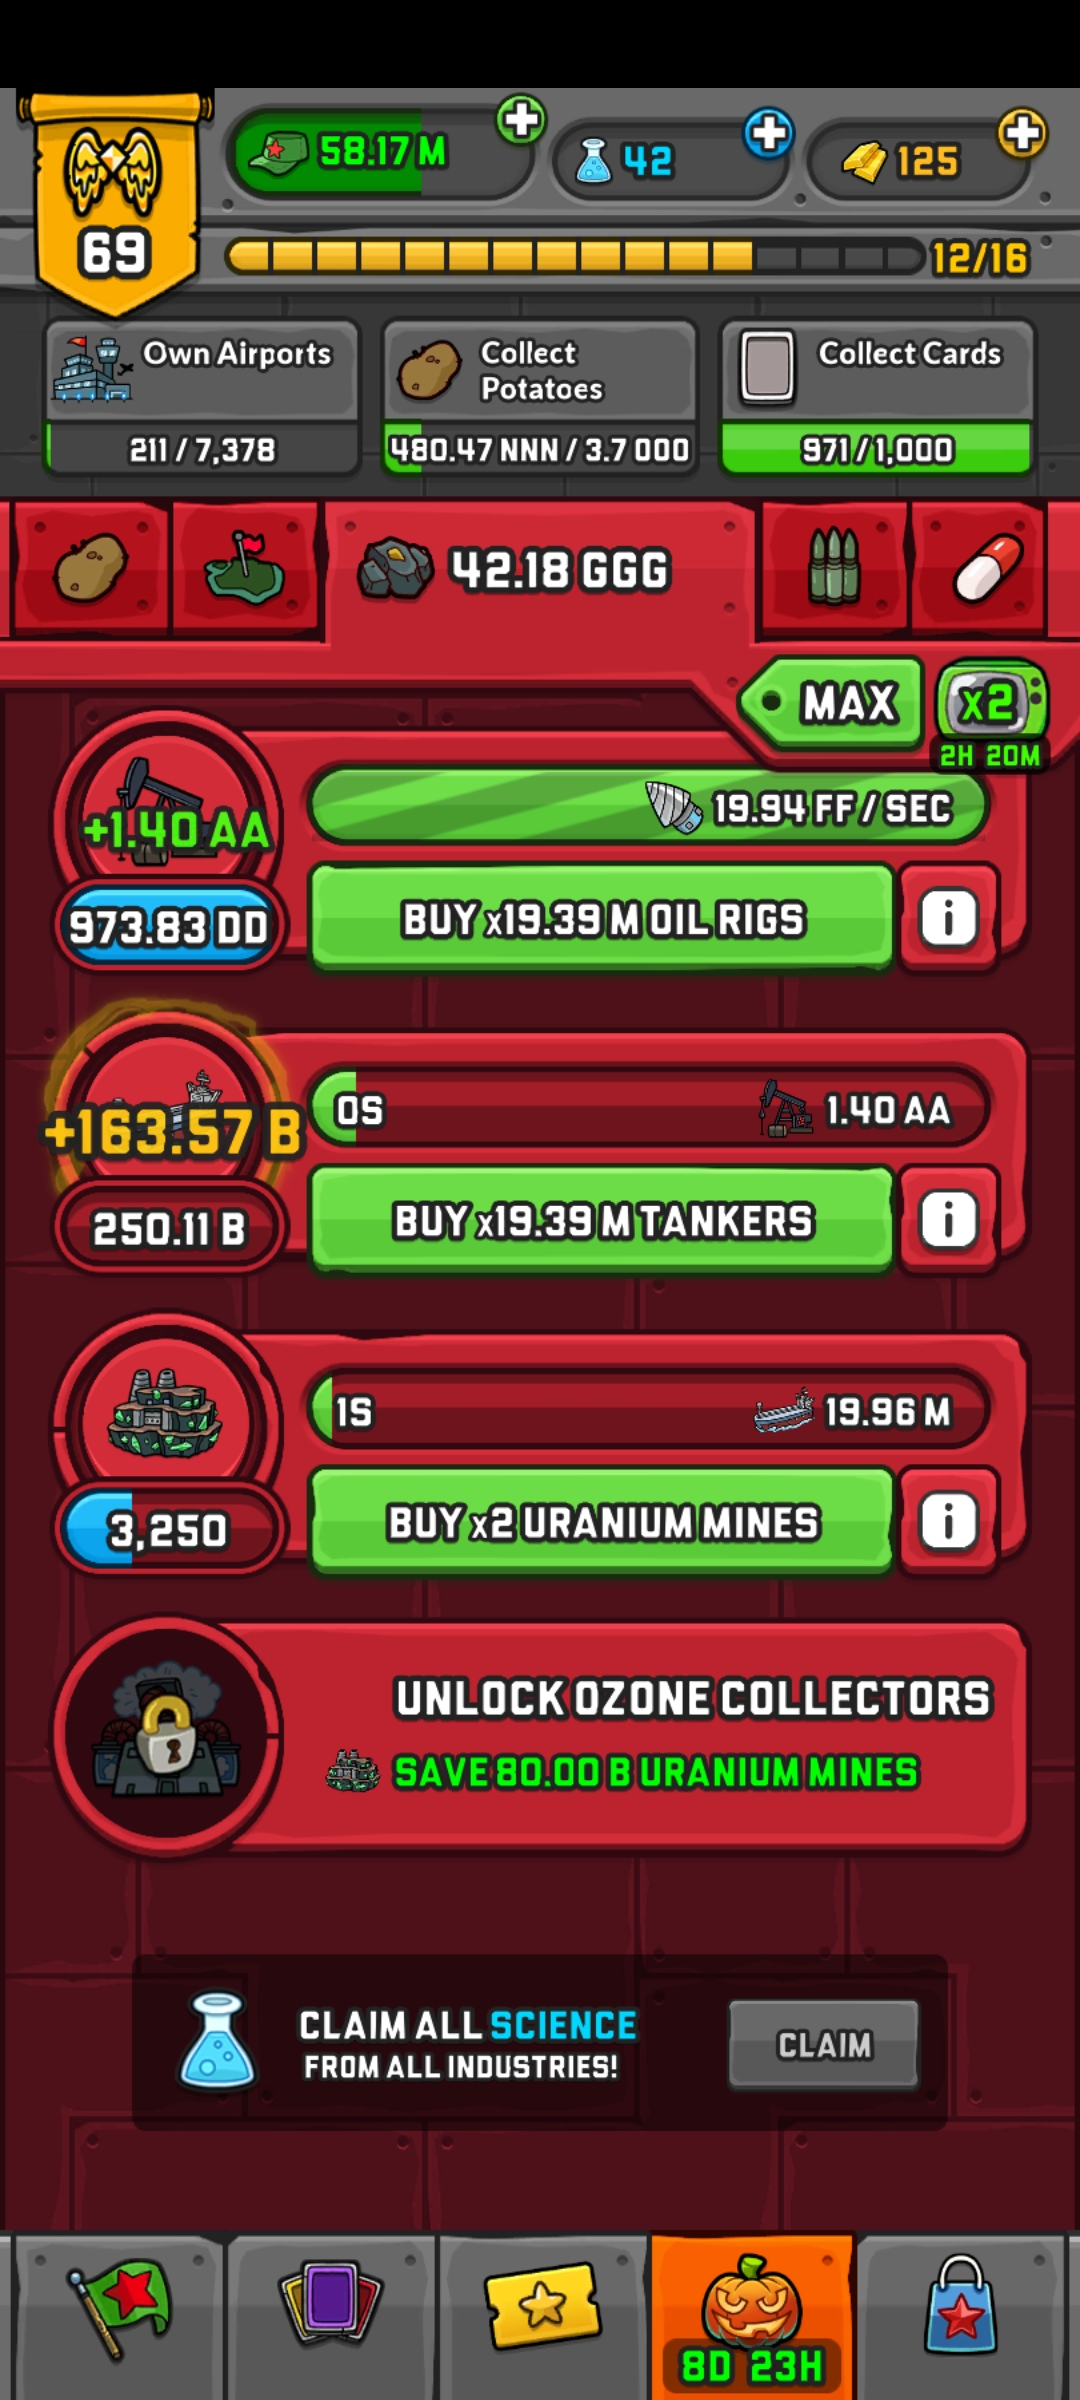 58.17 M
42
125
69
12/16
Own Airports
211 / 7,378
Collect
Potatoes
480.47 NNN / 3.7 OOO
Collect Cards
971 / 1,000
42.18 GGG
MAX
x2
2H 20M
+1.40 AA
19.94 FF / SEC
973.83 DD
BUY x19.39 M OIL RIGS
i
+163.57 B
0S
1.40 AA
250.11 B
BUY x19.39 M TANKERS
i
1S
19.96 M
3,250
BUY x2 URANIUM MINES
i
UNLOCK OZONE COLLECTORS
SAVE 80.00 B URANIUM MINES
CLAIM ALL SCIENCE
FROM ALL INDUSTRIES!
CLAIM
8D 23H